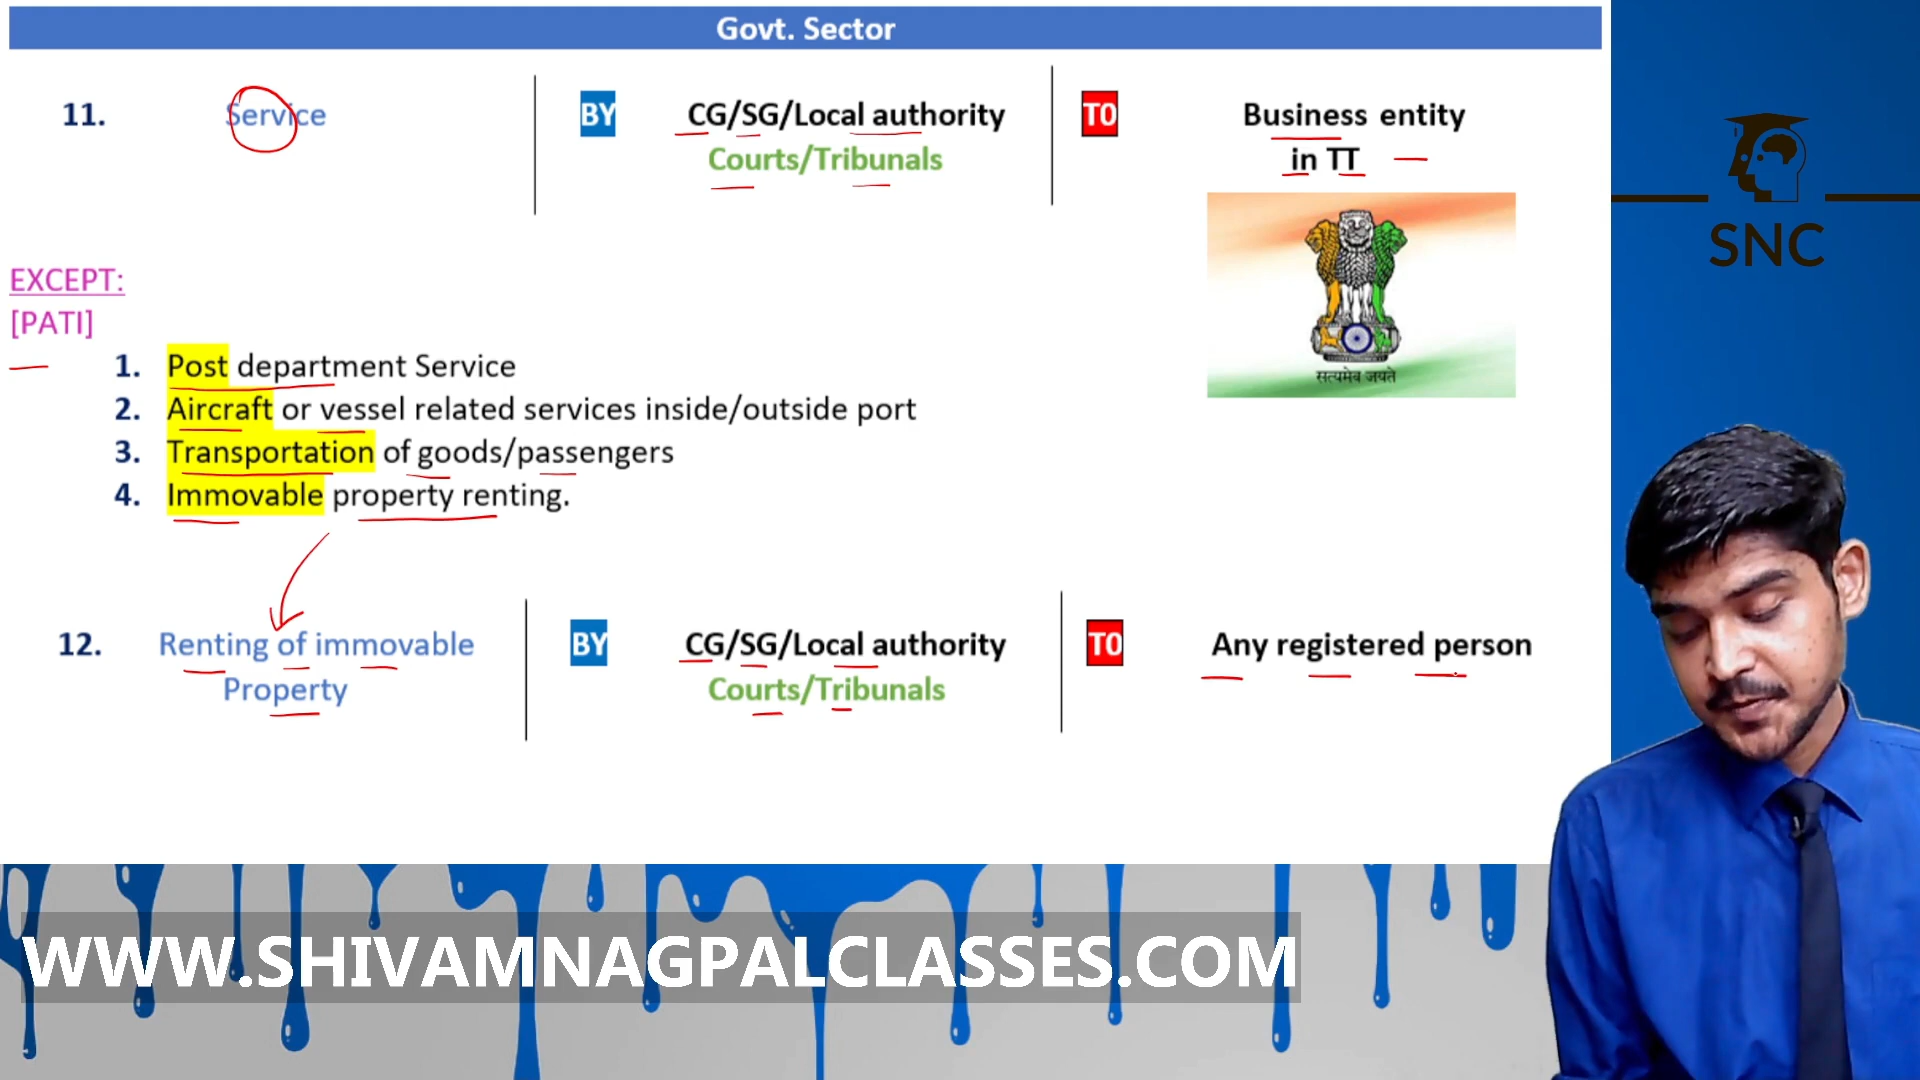 Govt. Sector
11. Service BY CG/SG/Local authority TO Business entity
Courts/Tribunals in TT
सत्यमेव जयते
SNC
EXCEPT:
[PATI]
1. Post department Service
2. Aircraft or vessel related services inside/outside port
3. Transportation of goods/passengers
4. Immovable property renting.
12. Renting of immovable BY CG/SG/Local authority TO Any registered person
Property Courts/Tribunals
WWW.SHIVAMNAGPALCLASSES.COM